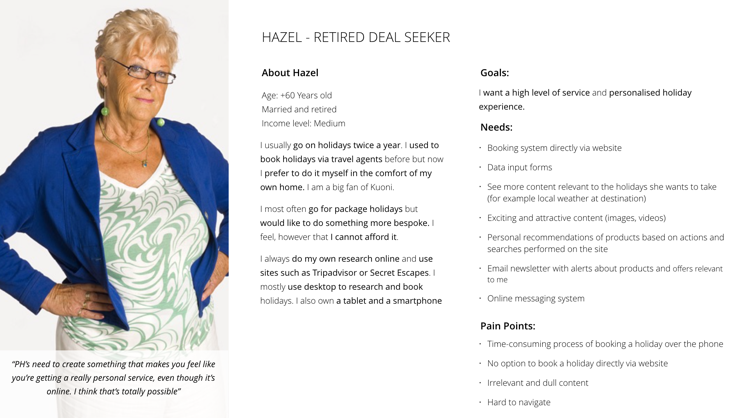 HAZEL - RETIRED DEAL SEEKER
About Hazel
Age: +60 Years old
Married and retired
Income level: Medium
I usually go on holidays twice a year. I used to
book holidays via travel agents before but now
I prefer to do it myself in the comfort of my
own home. I am a big fan of Kuoni.
I most often go for package holidays but
would like to do something more bespoke. I
feel, however that I cannot afford it.
I always do my own research online and use
sites such as Tripadvisor or Secret Escapes. I
mostly use desktop to research and book
holidays. I also own a tablet and a smartphone
Goals:
I want a high level of service and personalised holiday
experience.
Needs:
• Booking system directly via website
• Data input forms
• See more content relevant to the holidays she wants to take
(for example local weather at destination)
• Exciting and attractive content (images, videos)
• Personal recommendations of products based on actions and
searches performed on the site
• Email newsletter with alerts about products and offers relevant
to me
• Online messaging system
Pain Points:
• Time-consuming process of booking a holiday over the phone
• No option to book a holiday directly via website
• Irrelevant and dull content
• Hard to navigate
“PH’s need to create something that makes you feel like
you’re getting a really personal service, even though it’s
online. I think that’s totally possible”